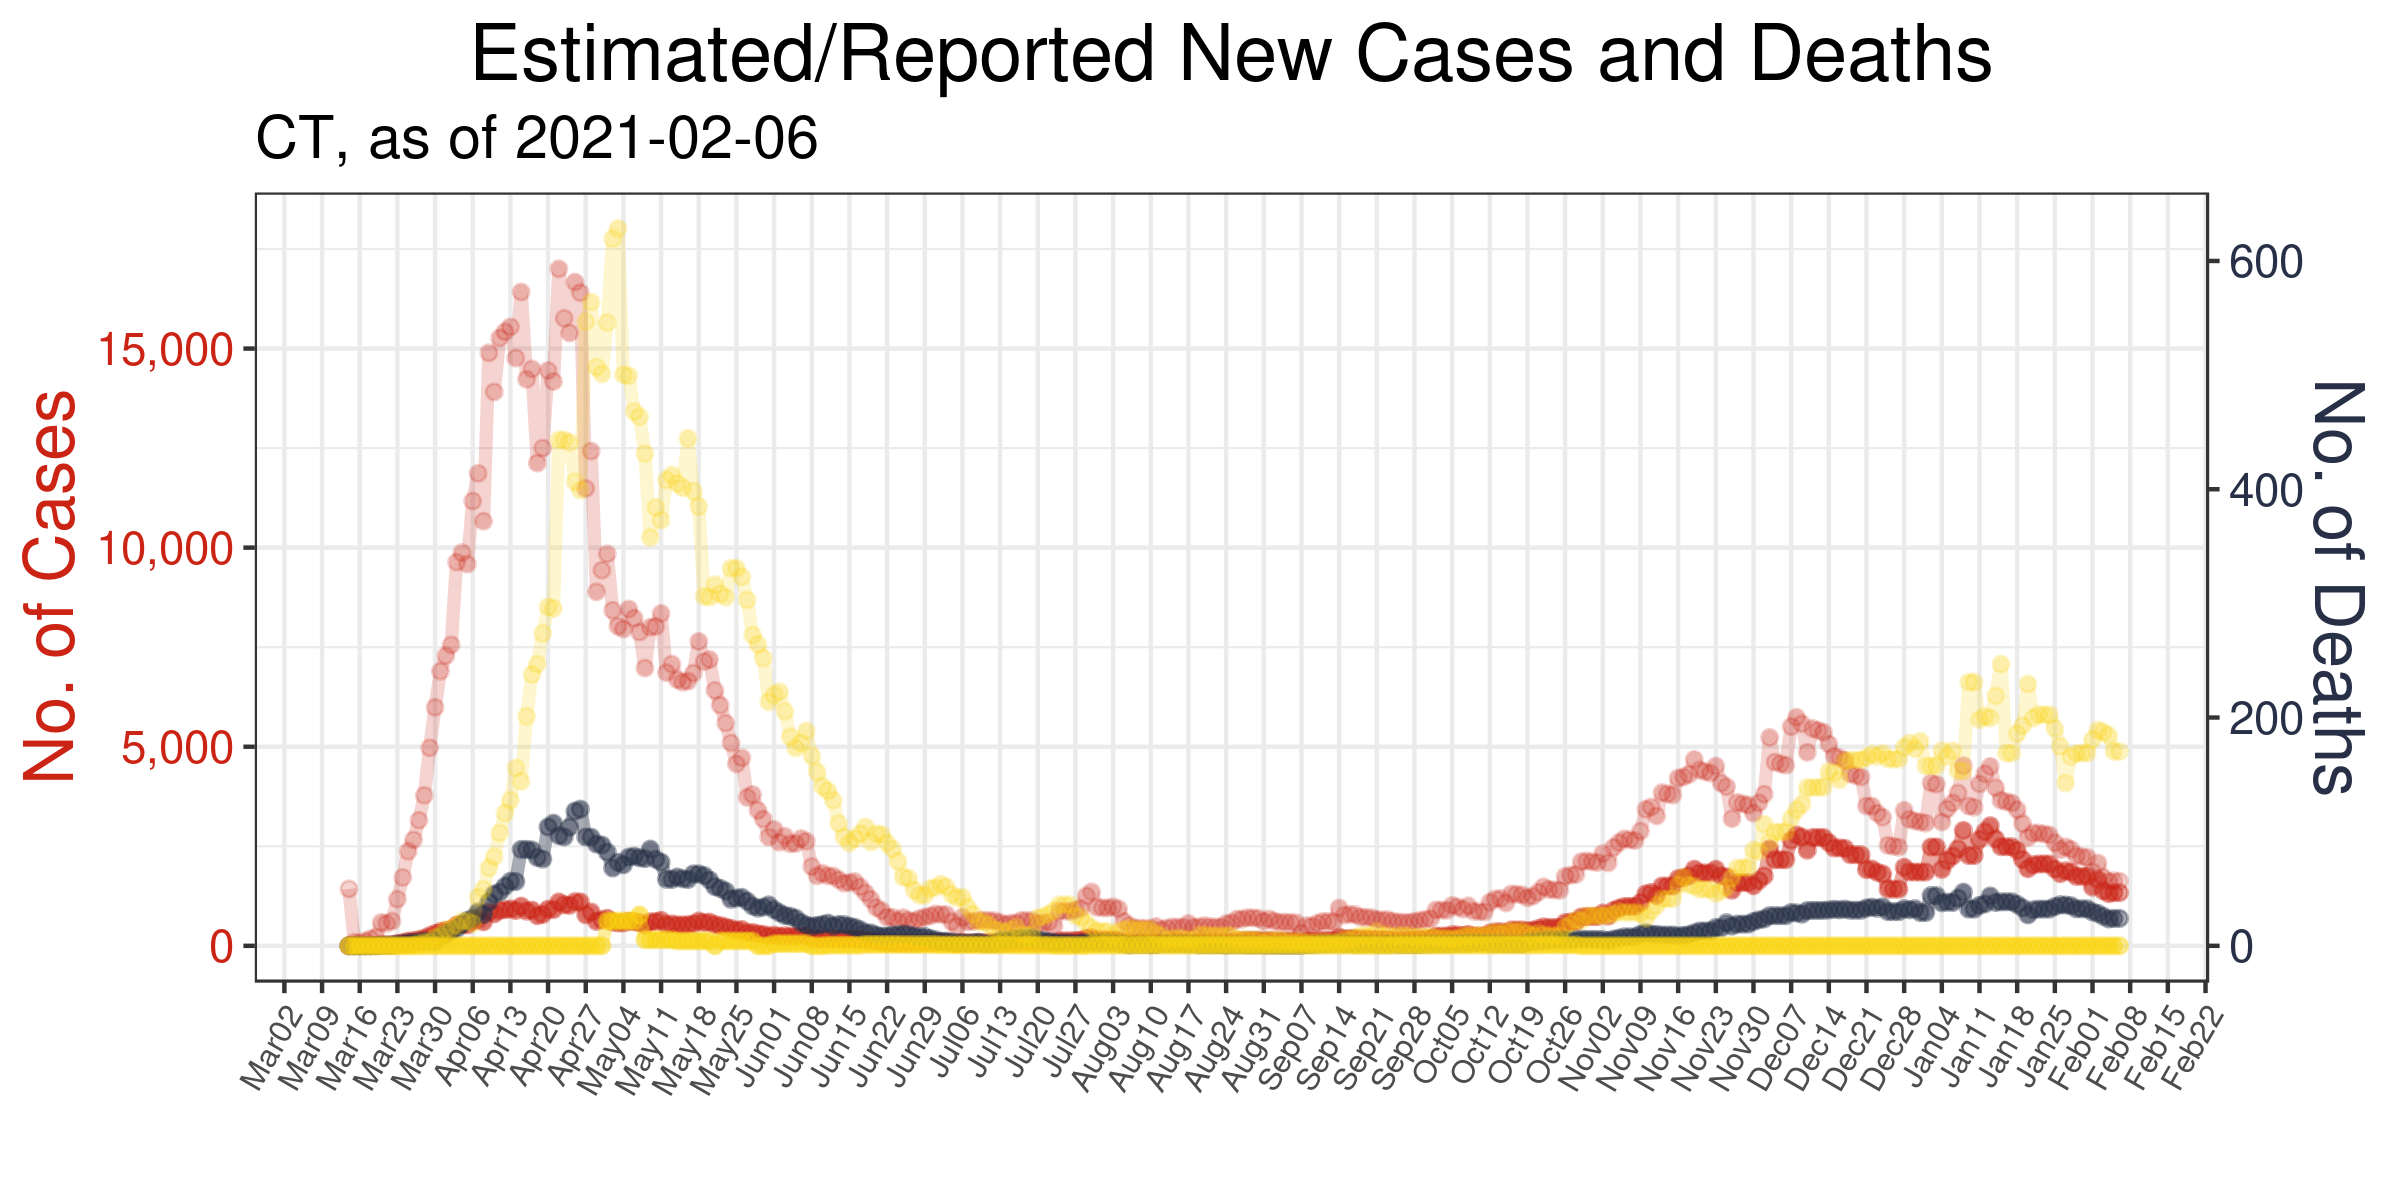 Estimated/Reported New Cases and Deaths
CT, as of 2021-02-06
No. of Cases
15,000
10,000
5,000
0
600
400
200
0
No. of Deaths
Mar02
Mar09
Mar16
Mar23
Mar30
Apr06
Apr13
Apr20
Apr27
May04
May11
May18
May25
Jun01
Jun08
Jun15
Jun22
Jun29
Jul06
Jul13
Jul20
Jul27
Aug03
Aug10
Aug17
Aug24
Aug31
Sep07
Sep14
Sep21
Sep28
Oct05
Oct12
Oct19
Oct26
Nov02
Nov09
Nov16
Nov23
Nov30
Dec07
Dec14
Dec21
Dec28
Dec04
Jan11
Jan18
Jan25
Feb01
Feb08
Feb15
Feb22